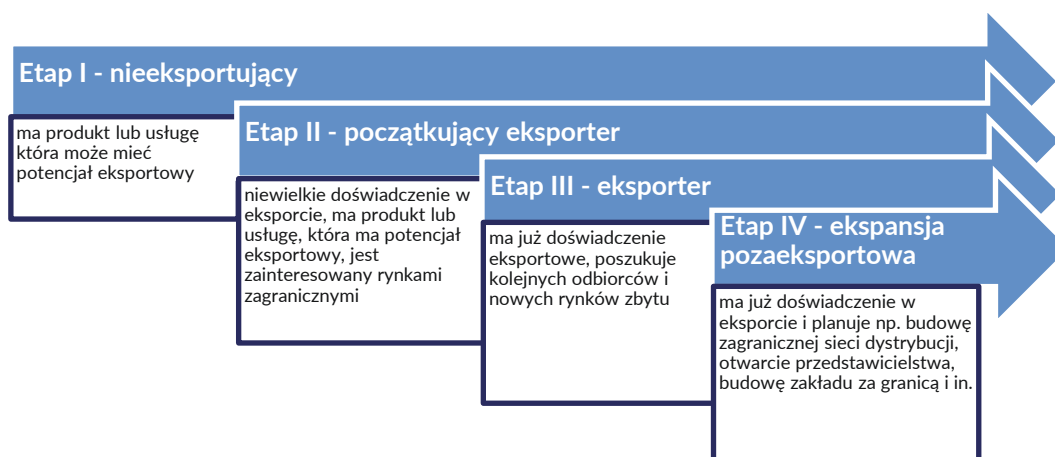 Etap I - nieeksportujący
ma produkt lub usługę
która może mieć
potencjał eksportowy
Etap II - początkujący eksporter
niewielkie doświadczenie w
eksporcie, ma produkt lub
usługę, która ma potencjał
eksportowy, jest
zainteresowany rynkami
zagranicznymi
Etap III - eksporter
ma już doświadczenie
eksportowe, poszukuje
kolejnych odbiorców i
nowych rynków zbytu
Etap IV - ekspansja
pozaeksportowa
ma już doświadczenie w
eksporcie i planuje np. budowę
zagranicznej sieci dystrybucji,
otwarcie przedstawicielstwa,
budowę zakładu za granicą i in.